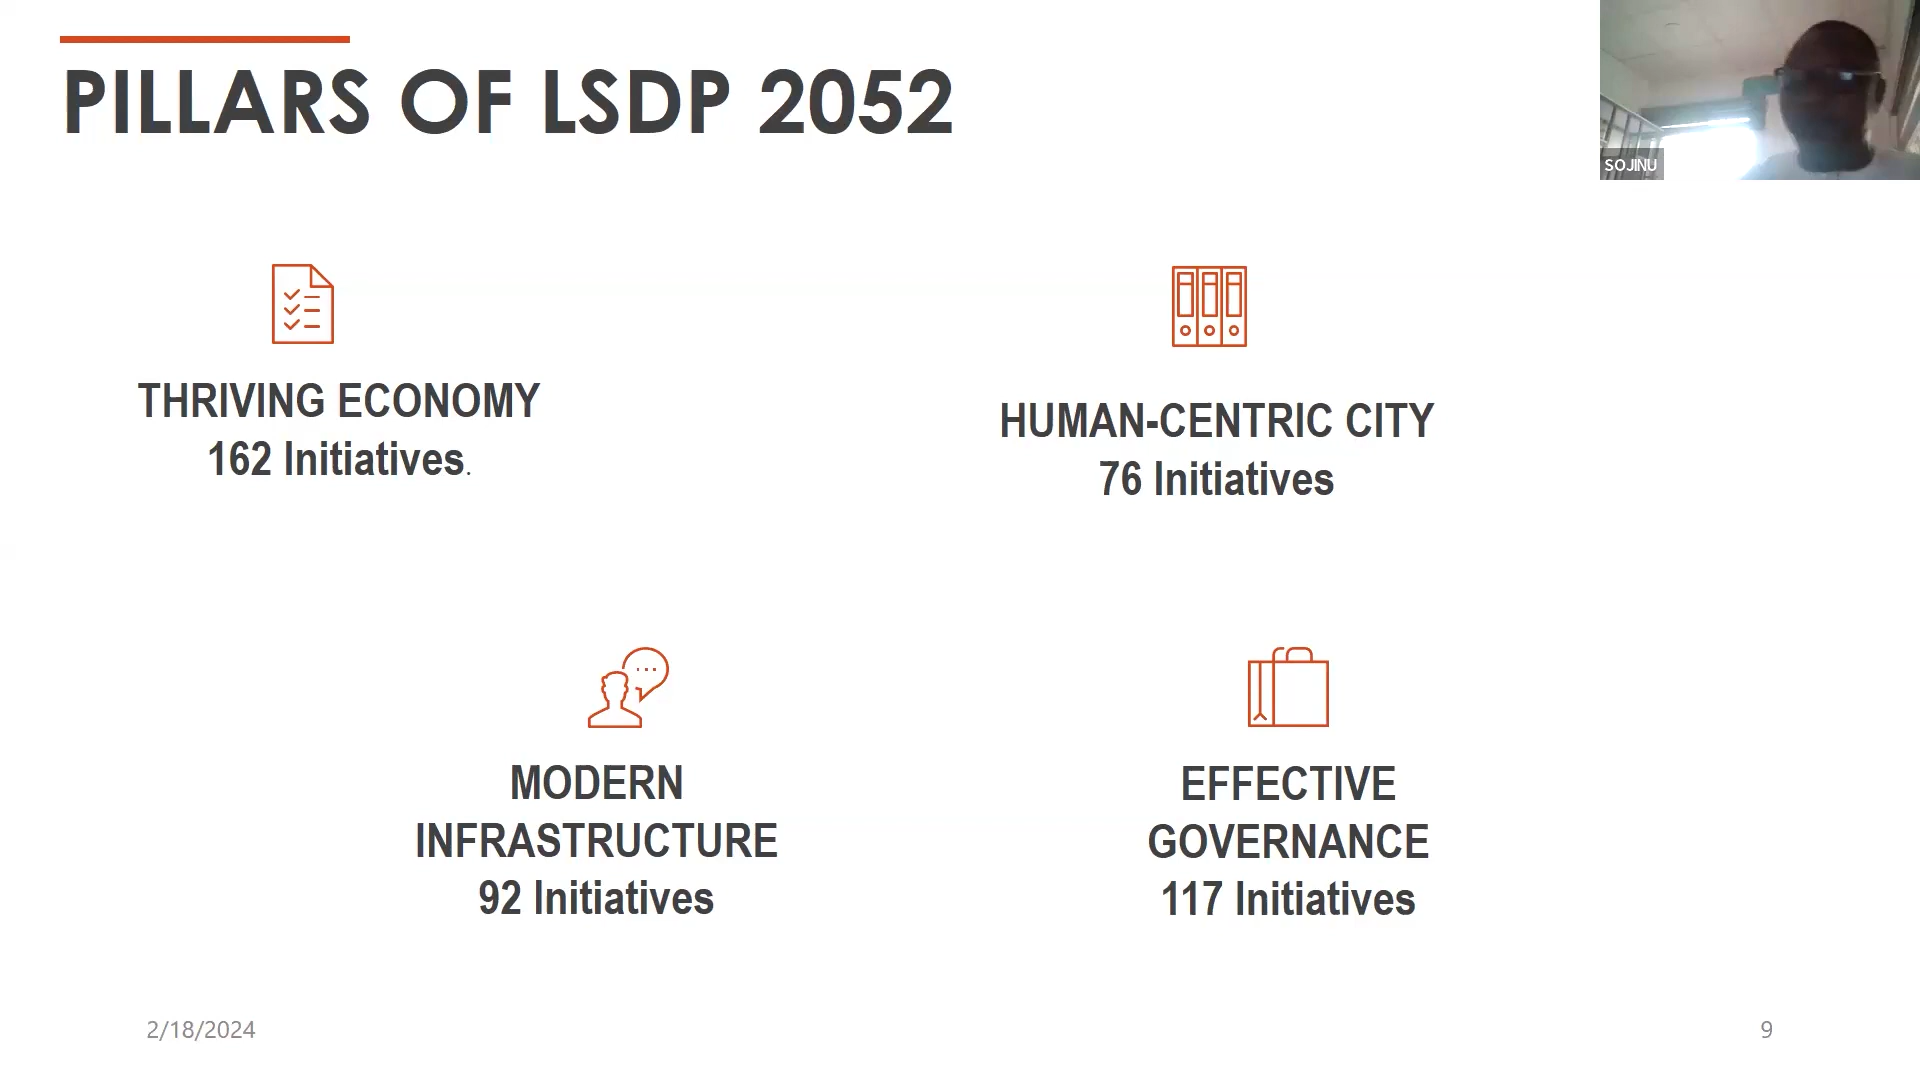 PILLARS OF LSDP 2052
SOJINU
THRIVING ECONOMY
162 Initiatives.
HUMAN-CENTRIC CITY
76 Initiatives
MODERN
INFRASTRUCTURE
92 Initiatives
EFFECTIVE
GOVERNANCE
117 Initiatives
2/18/2024
9